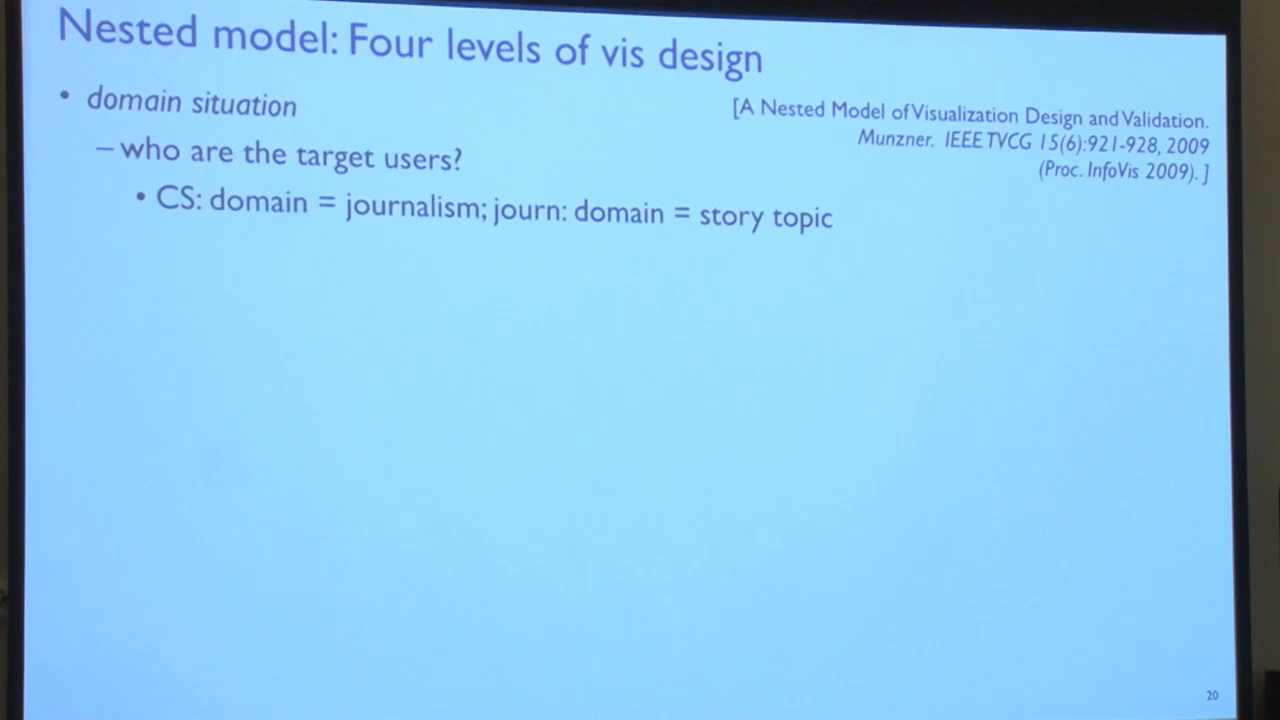 Nested model: Four levels of vis design
• domain situation
– who are the target users?
• CS: domain = journalism; journ: domain = story topic
[A Nested Model of Visualization Design and Validation.
Munzner. IEEE TVCG 15(6):921-928, 2009
(Proc. InfoVis 2009). ]
20